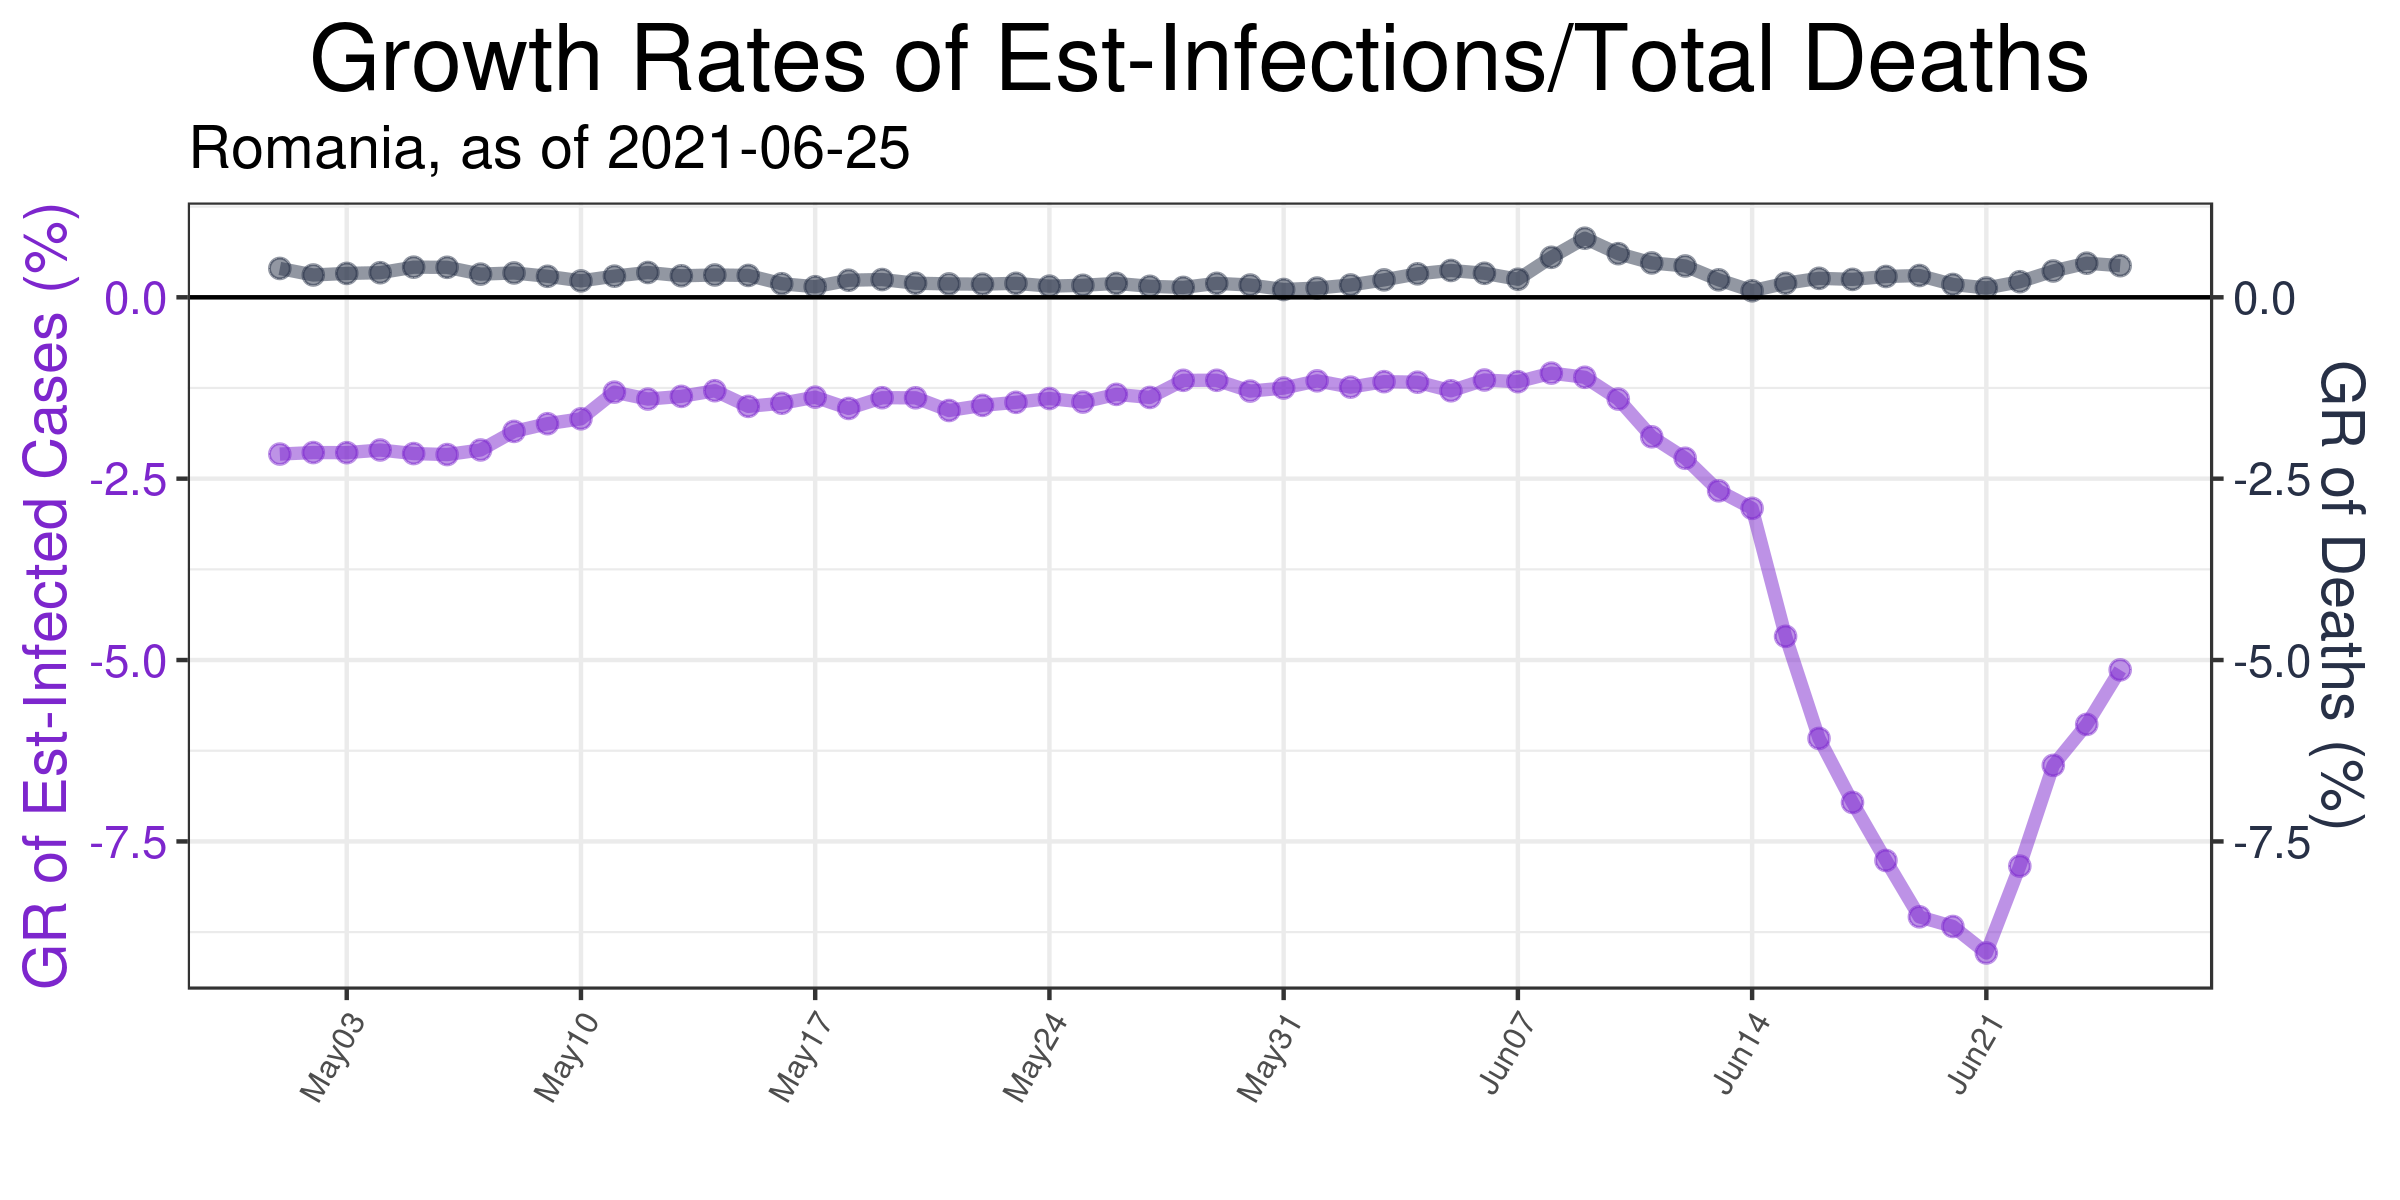 Growth Rates of Est-Infections/Total Deaths
Romania, as of 2021-06-25
GR of Est-Infected Cases (%)
0.0
-2.5
-5.0
-7.5
0.0
-2.5
-5.0
-7.5
GR of Deaths (%)
May03
May10
May17
May24
May31
Jun07
Jun14
Jun21